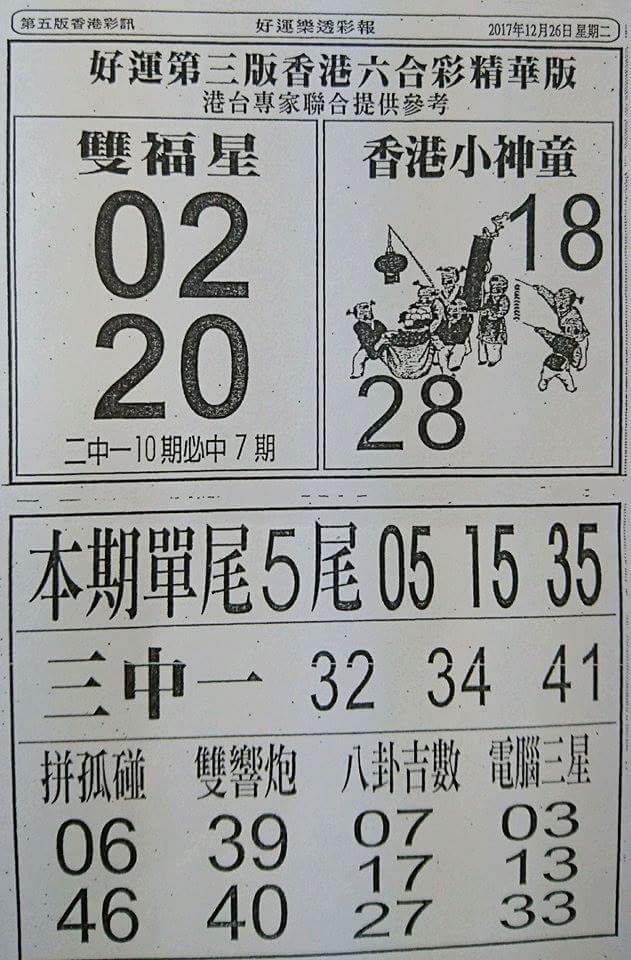 第五版香港彩訊 好運樂透彩報 2017年12月26日 星期二
好運第三版香港六合彩精華版
港台專家聯合提供參考
雙福星
02
20
二中一10期必中7期
香港小神童
18
28
本期單尾5尾 05 15 35
三中一 32 34 41
拼孤碰
06
46
雙響炮
39
40
八卦吉數
07
17
27
電腦三星
03
13
33